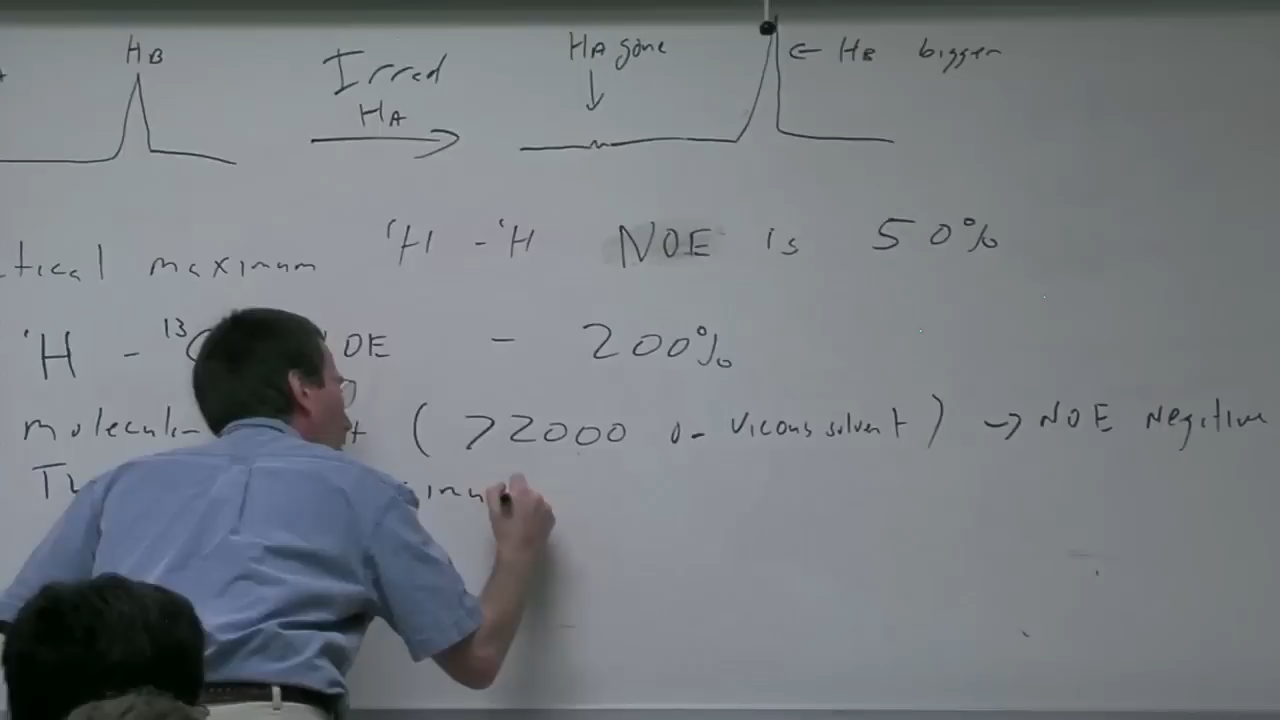 HB
Irrad
HA
HA gone
← HB bigger
tical maximum ¹H - ¹H NOE is 50%
¹H - ¹³C NOE - 200%
molecular (>2000 or viscous solvent) → NOE Negative